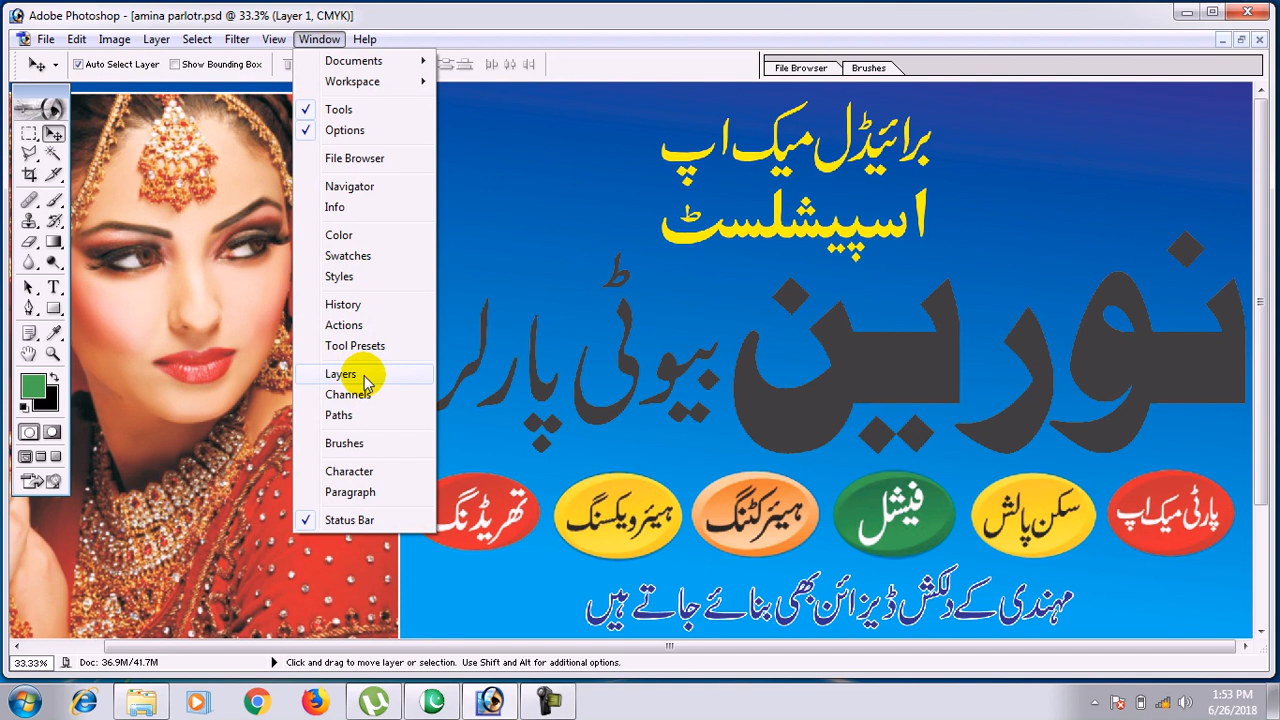 Adobe Photoshop - [amina parlotr.psd @ 33.3% (Layer 1, CMYK)]
File Edit Image Layer Select Filter View Window Help
Auto Select Layer Show Bounding Box File Browser Brushes
Documents
Workspace
Tools
Options
File Browser
Navigator
Info
Color
Swatches
Styles
History
Actions
Tool Presets
Layers
Channels
Paths
Brushes
Character
Paragraph
Status Bar
برائیڈل میک اپ
اسپیشلسٹ
نورین بیوٹی پارلر
پارٹی میک اپ سکن پالش فیشل ہیئر کٹنگ ہیئر ویکسنگ تھریڈنگ
مہندی کے دلکش ڈیزائن بھی بنائے جاتے ہیں
33.33% Doc: 36.9M/41.7M Click and drag to move layer or selection. Use Shift and Alt for additional options.
1:53 PM
6/26/2018